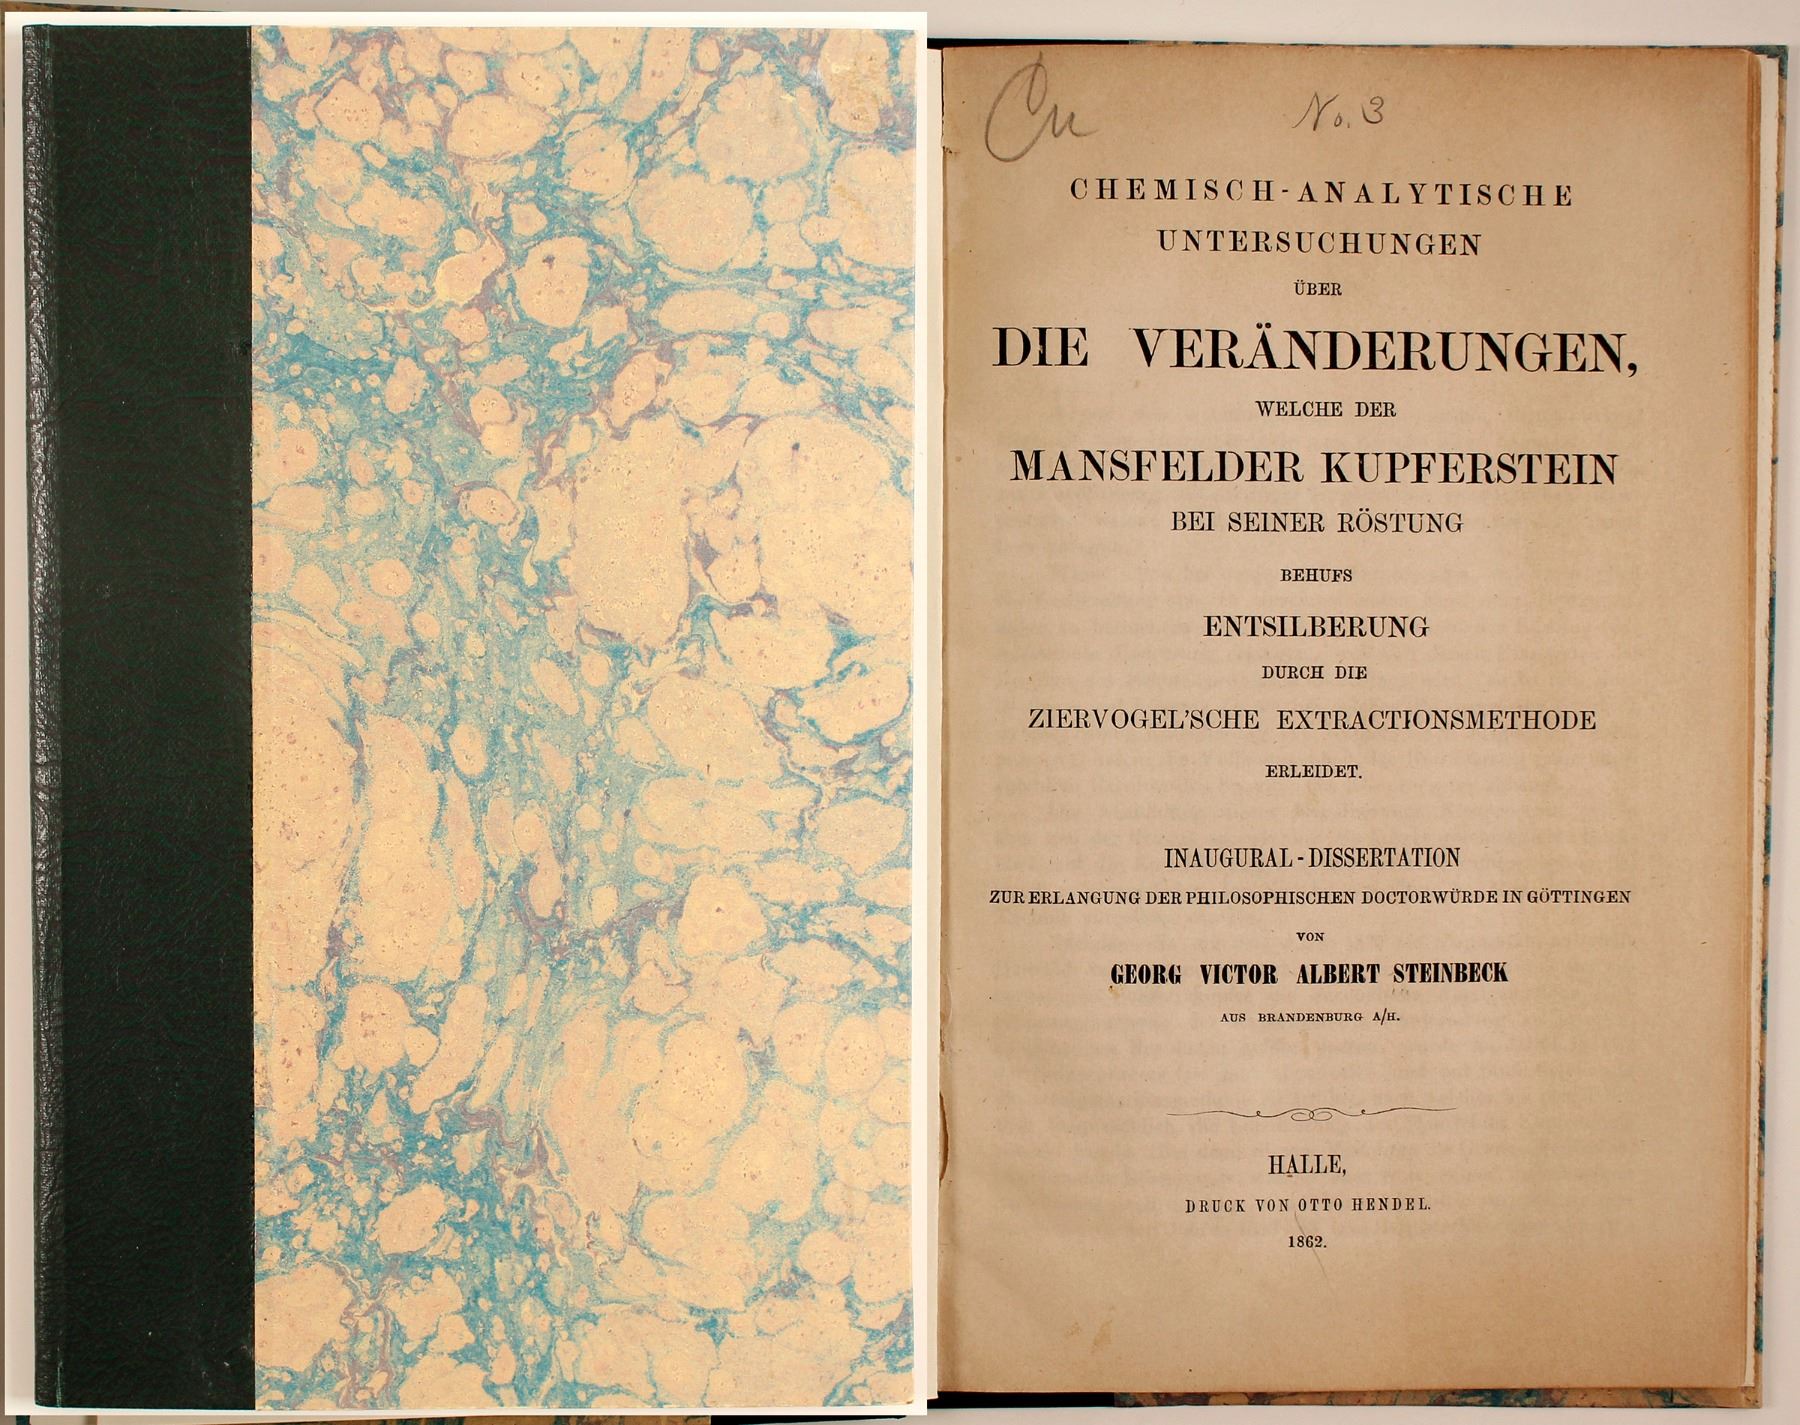 Cu
No. 3
CHEMISCH-ANALYTISCHE
UNTERSUCHUNGEN
ÜBER
DIE VERÄNDERUNGEN,
WELCHE DER
MANSFELDER KUPFERSTEIN
BEI SEINER RÖSTUNG
BEHUFS
ENTSILBERUNG
DURCH DIE
ZIERVOGEL'SCHE EXTRACTIONSMETHODE
ERLEIDET.
INAUGURAL-DISSERTATION
ZUR ERLANGUNG DER PHILOSOPHISCHEN DOCTORWÜRDE IN GÖTTINGEN
VON
GEORG VICTOR ALBERT STEINBECK
AUS BRANDENBURG A/H.
HALLE,
DRUCK VON OTTO HENDEL.
1862.